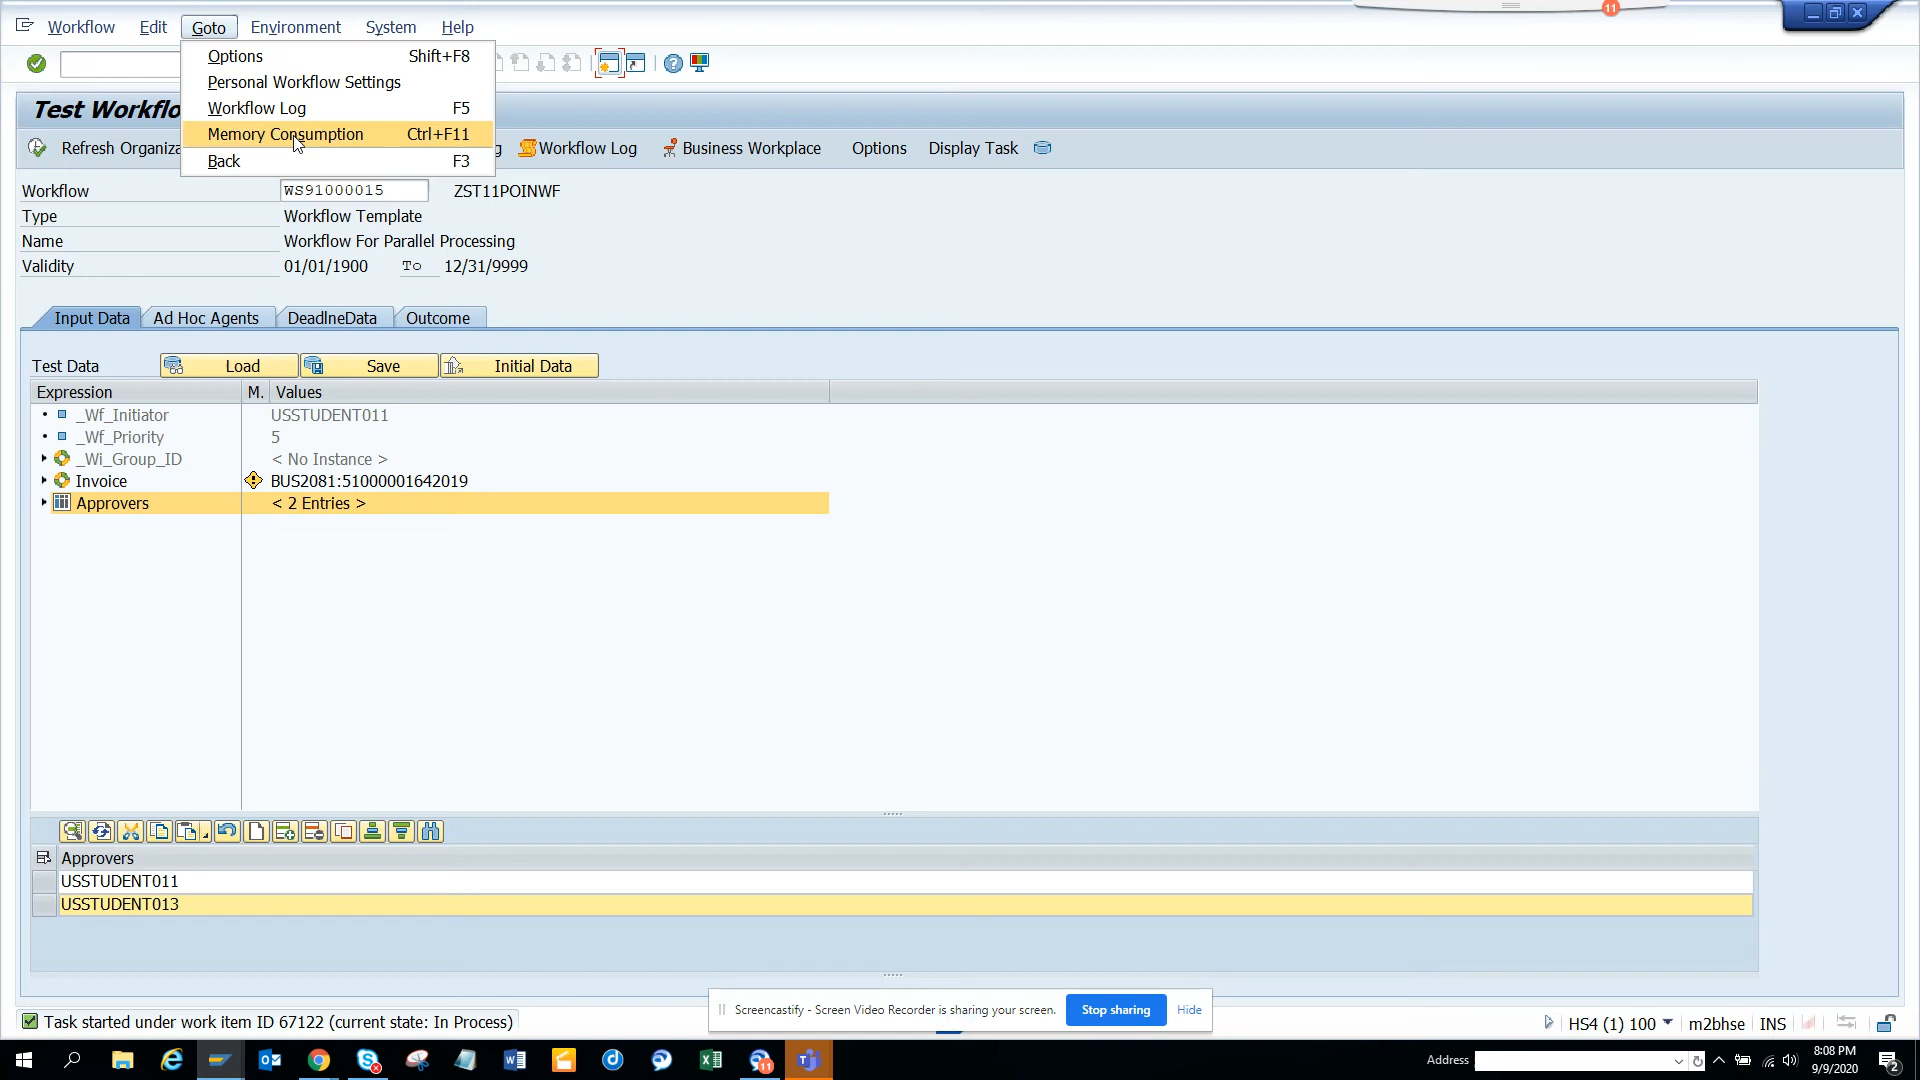 Workflow Edit Goto Environment System Help
11
Options Shift+F8
Personal Workflow Settings
Workflow Log F5
Memory Consumption Ctrl+F11
Back F3
Test Workflo
Refresh Organiza g Workflow Log Business Workplace Options Display Task
Workflow WS91000015 ZST11POINWF
Type Workflow Template
Name Workflow For Parallel Processing
Validity 01/01/1900 To 12/31/9999
Input Data Ad Hoc Agents DeadlneData Outcome
Test Data Load Save Initial Data
Expression M. Values
_Wf_Initiator USSTUDENT011
_Wf_Priority 5
_Wi_Group_ID < No Instance >
Invoice BUS2081:51000001642019
Approvers < 2 Entries >
Approvers
USSTUDENT011
USSTUDENT013
Screencastify - Screen Video Recorder is sharing your screen. Stop sharing Hide
Task started under work item ID 67122 (current state: In Process)
HS4 (1) 100 m2bhse INS
Address
11
8:08 PM
9/9/2020
2